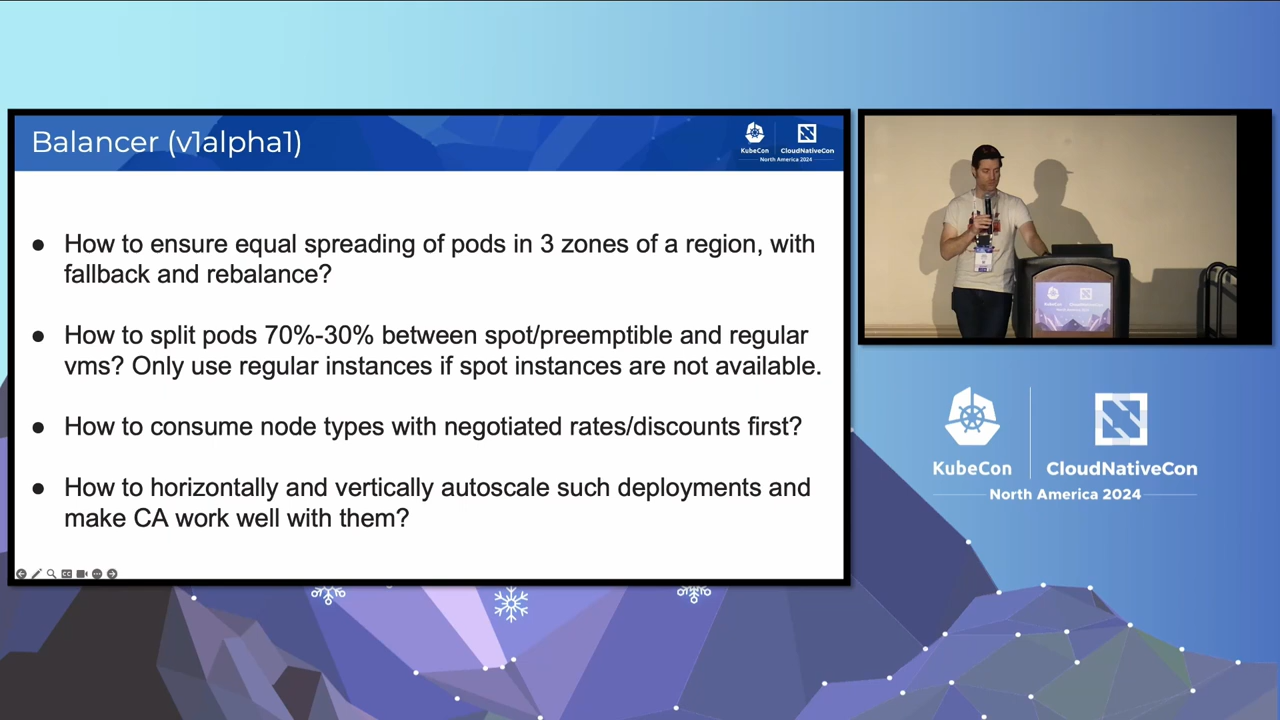 Balancer (v1alpha1)
KubeCon
CloudNativeCon
North America 2024
● How to ensure equal spreading of pods in 3 zones of a region, with
fallback and rebalance?
● How to split pods 70%-30% between spot/preemptible and regular
vms? Only use regular instances if spot instances are not available.
● How to consume node types with negotiated rates/discounts first?
● How to horizontally and vertically autoscale such deployments and
make CA work well with them?
KubeCon
CloudNativeCon
North America 2024